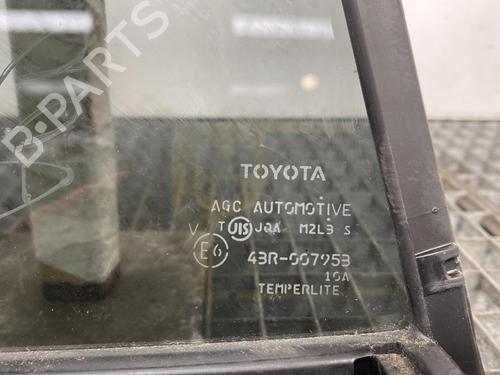 B-PARTS
TOYOTA
AGC AUTOMOTIVE
V T JIS JQA M2L3 S
E6 43R-007953
10A
TEMPERLITE